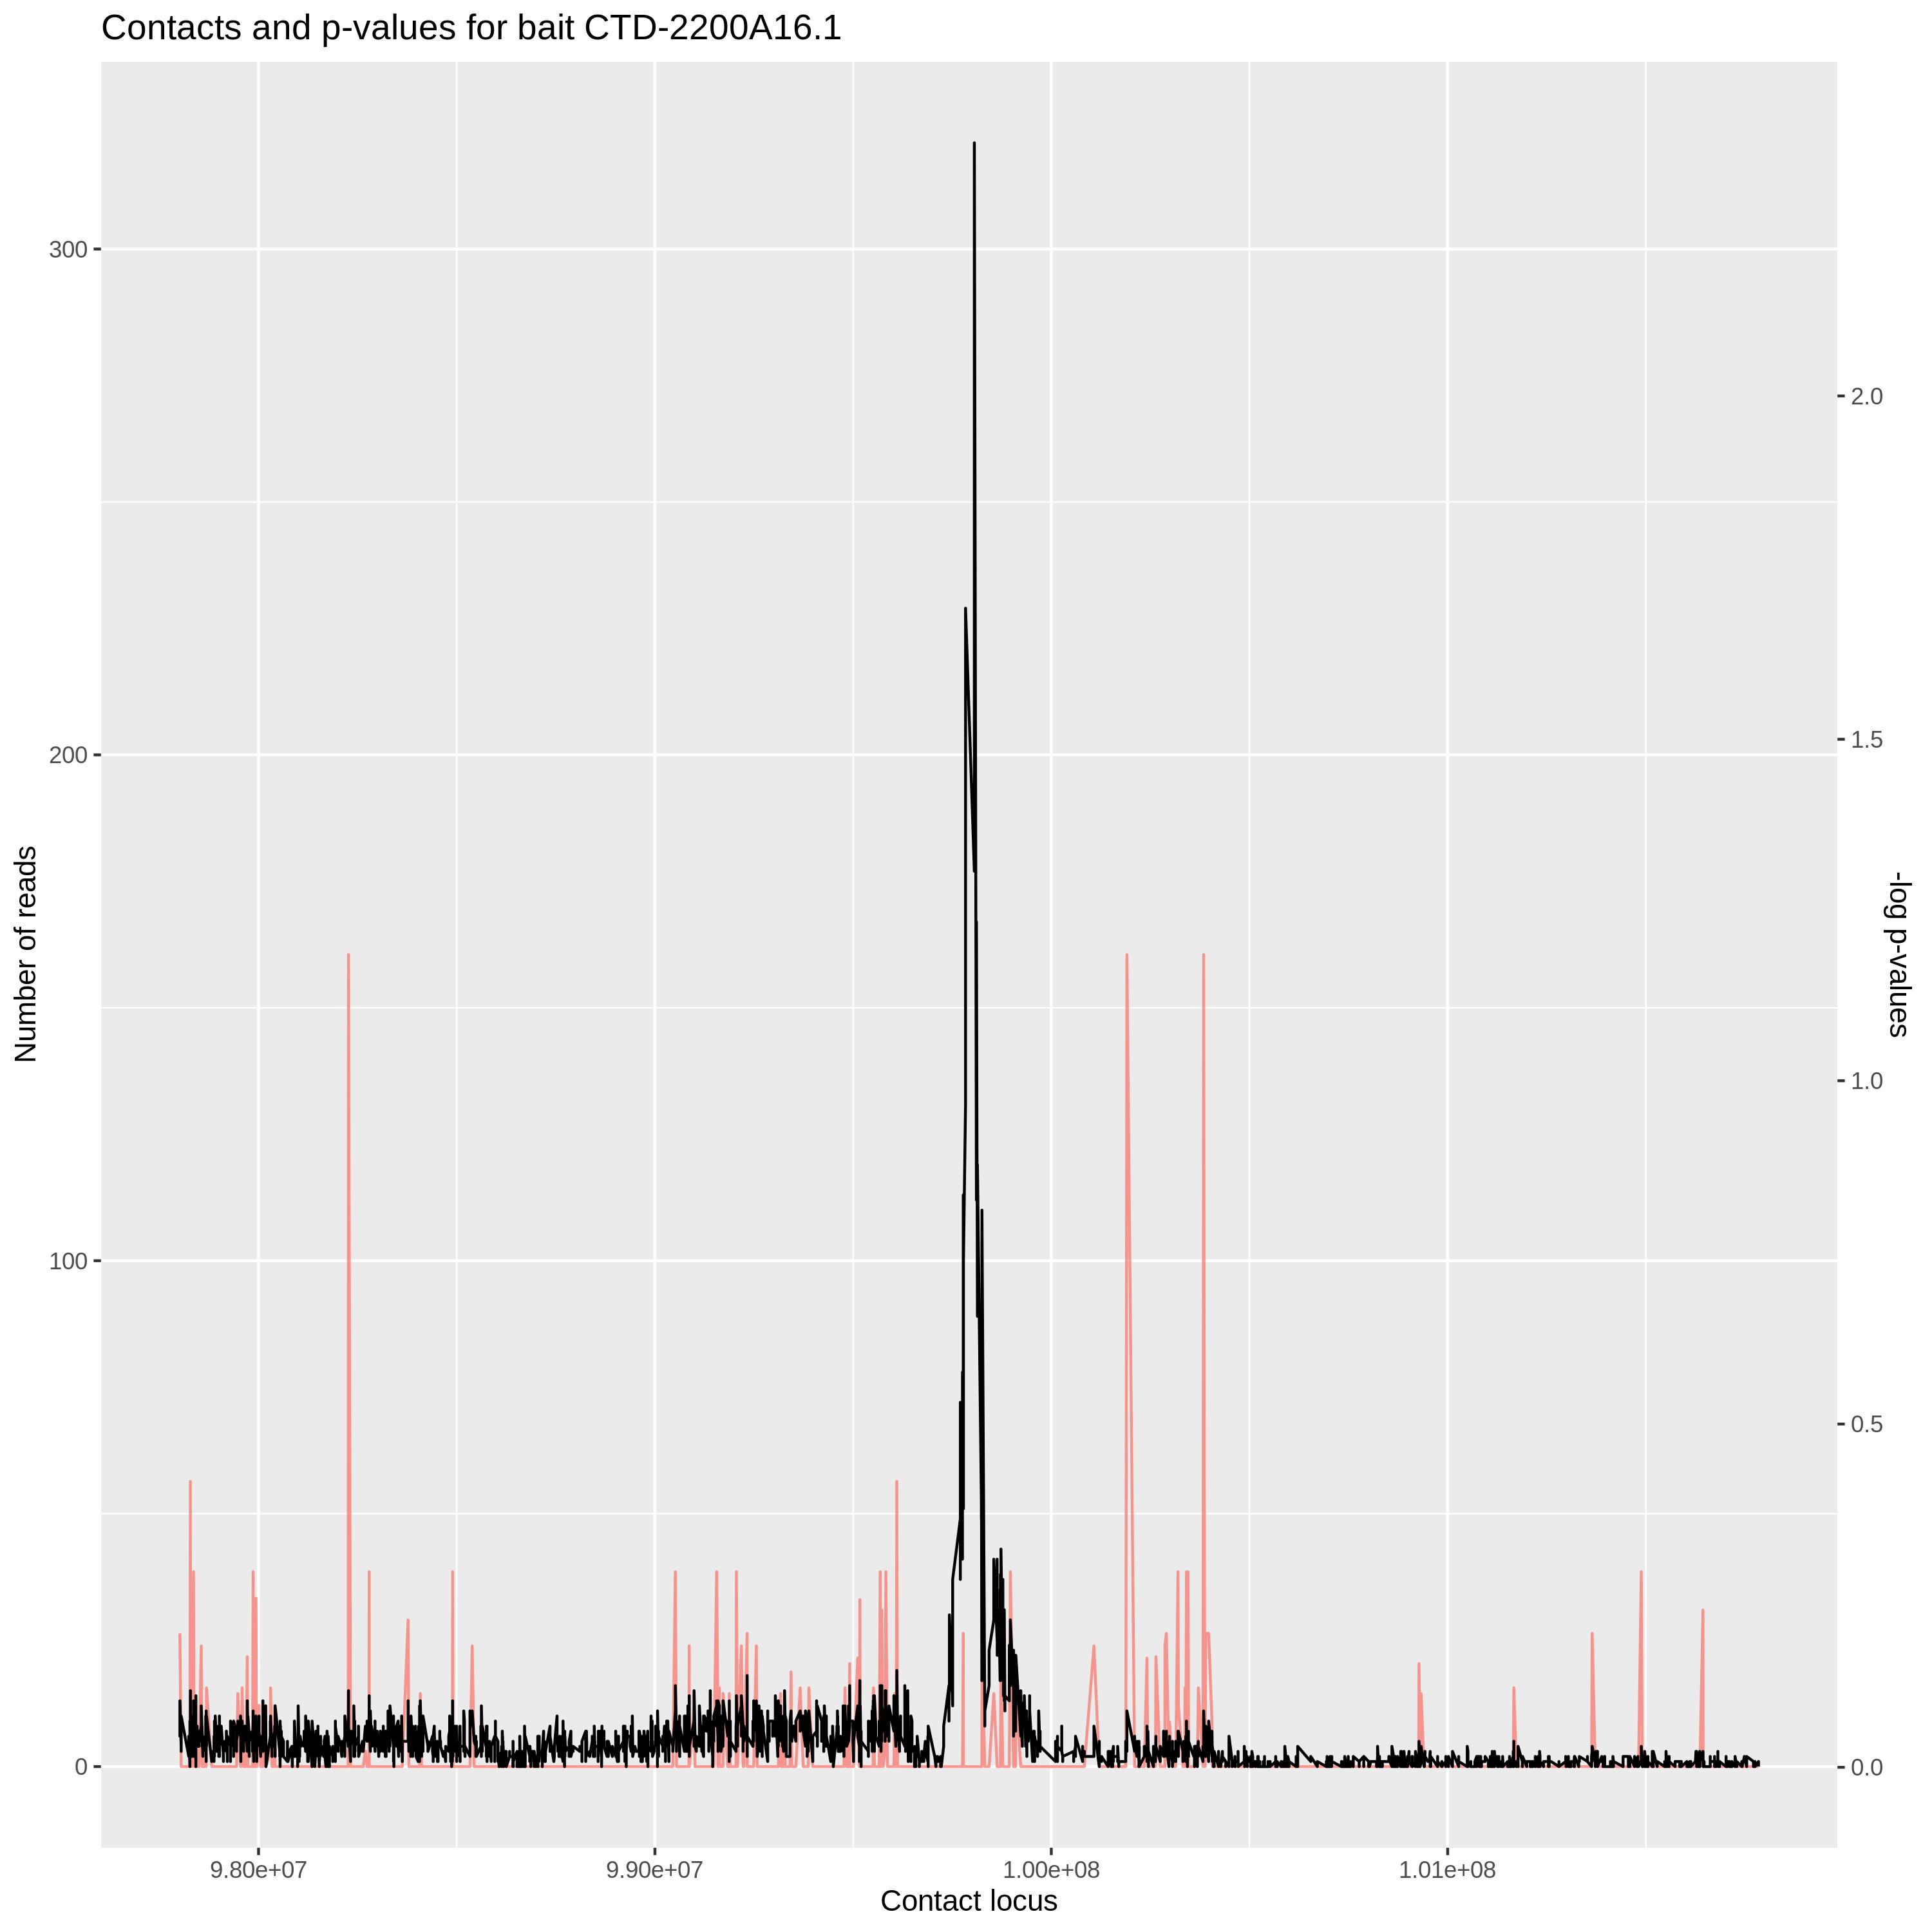 Contacts and p-values for bait CTD-2200A16.1
Number of reads
300
200
100
0
2.0
1.5
1.0
0.5
0.0
-log p-values
9.80e+07
9.90e+07
1.00e+08
1.01e+08
Contact locus